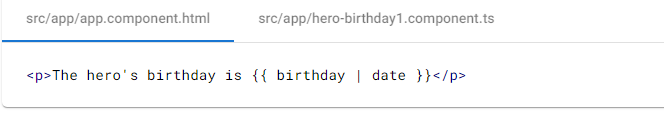 src/app/app.component.html src/app/hero-birthday1.component.ts
<p>The hero's birthday is {{ birthday | date }}</p>